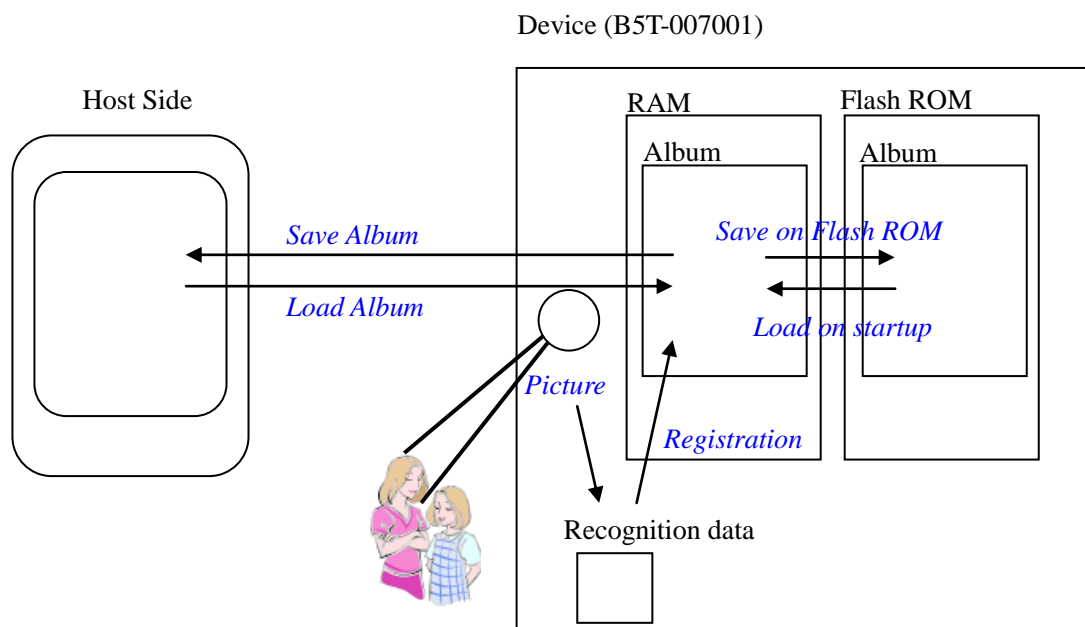 Device (B5T-007001)
Host Side
RAM
Flash ROM
Album
Album
Save Album
Save on Flash ROM
Load Album
Load on startup
Picture
Registration
Recognition data